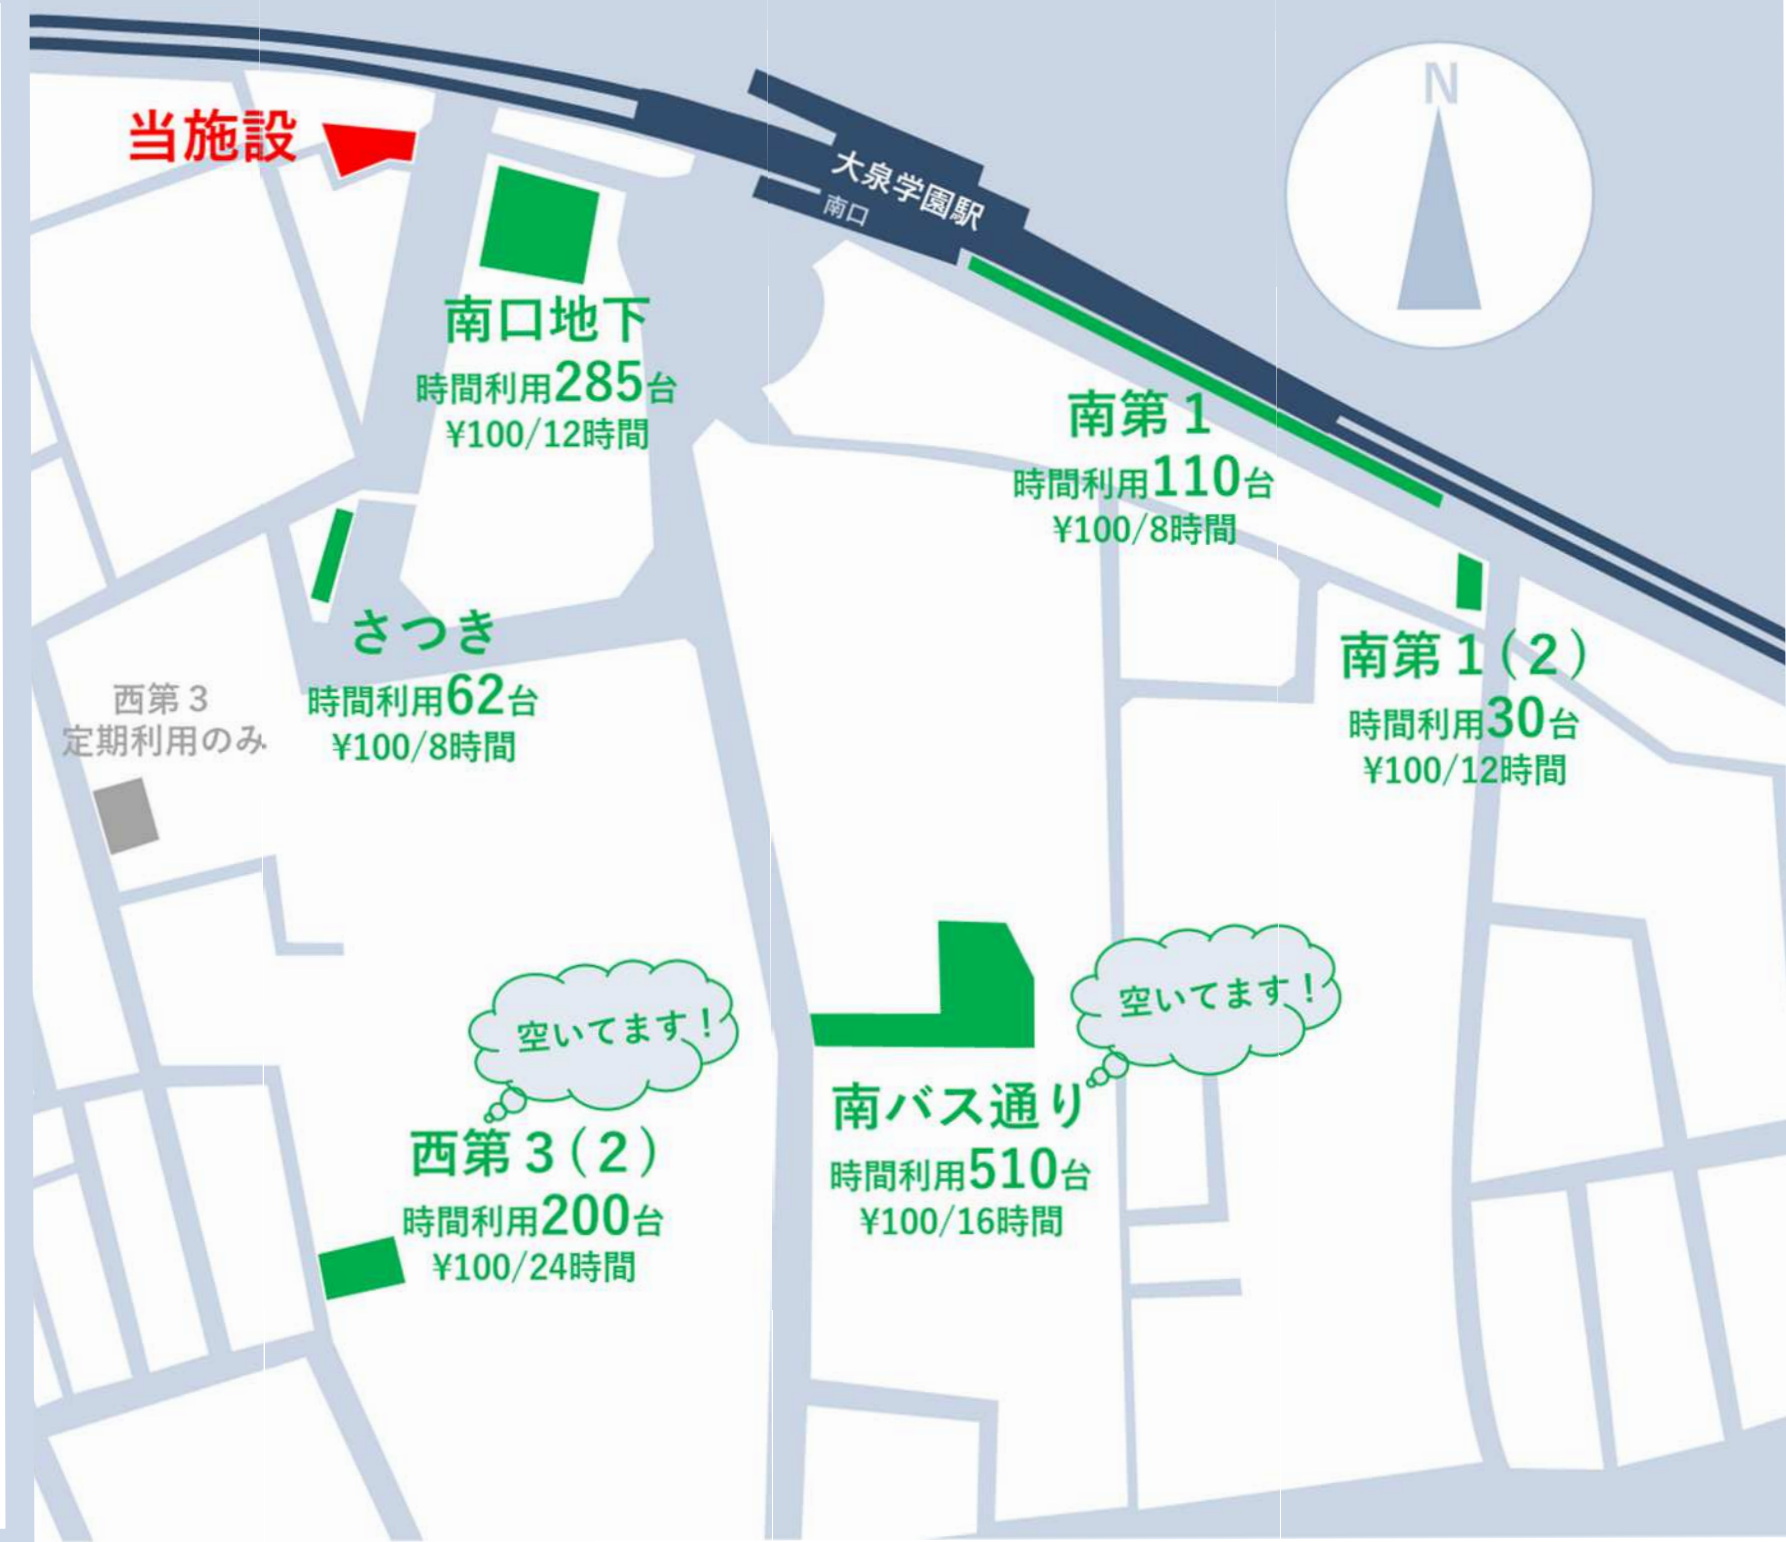 N
当施設
大泉学園駅
南口
南口地下
時間利用285台
¥100/12時間
南第1
時間利用110台
¥100/8時間
さつき
時間利用62台
¥100/8時間
南第1(2)
時間利用30台
¥100/12時間
西第3
定期利用のみ
空いてます!
西第3(2)
時間利用200台
¥100/24時間
空いてます!
南バス通り
時間利用510台
¥100/16時間